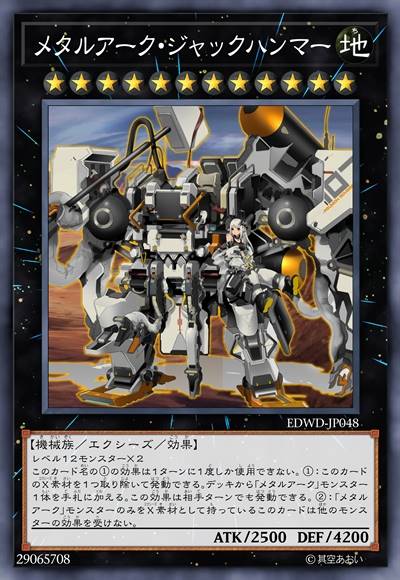 メタルアーク・ジャックハンマー 地
EDWD-JP048
【機械族／エクシーズ／効果】
レベル12モンスター×2
このカード名の①の効果は1ターンに1度しか使用できない。①：このカード
のX素材を1つ取り除いて発動できる。デッキから「メタルアーク」モンスター
1体を手札に加える。この効果は相手ターンでも発動できる。②：「メタル
アーク」モンスターのみをX素材として持っているこのカードは他のモンス
ターの効果を受けない。
ATK/2500 DEF/4200
29065708
©其空あおい